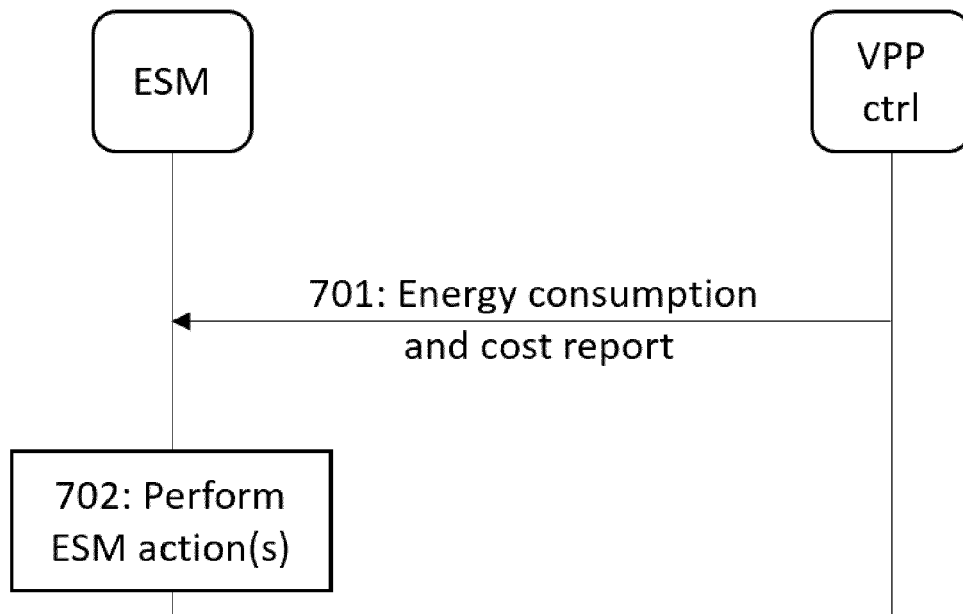 ESM
VPP
ctrl
701: Energy consumption
and cost report
702: Perform
ESM action(s)